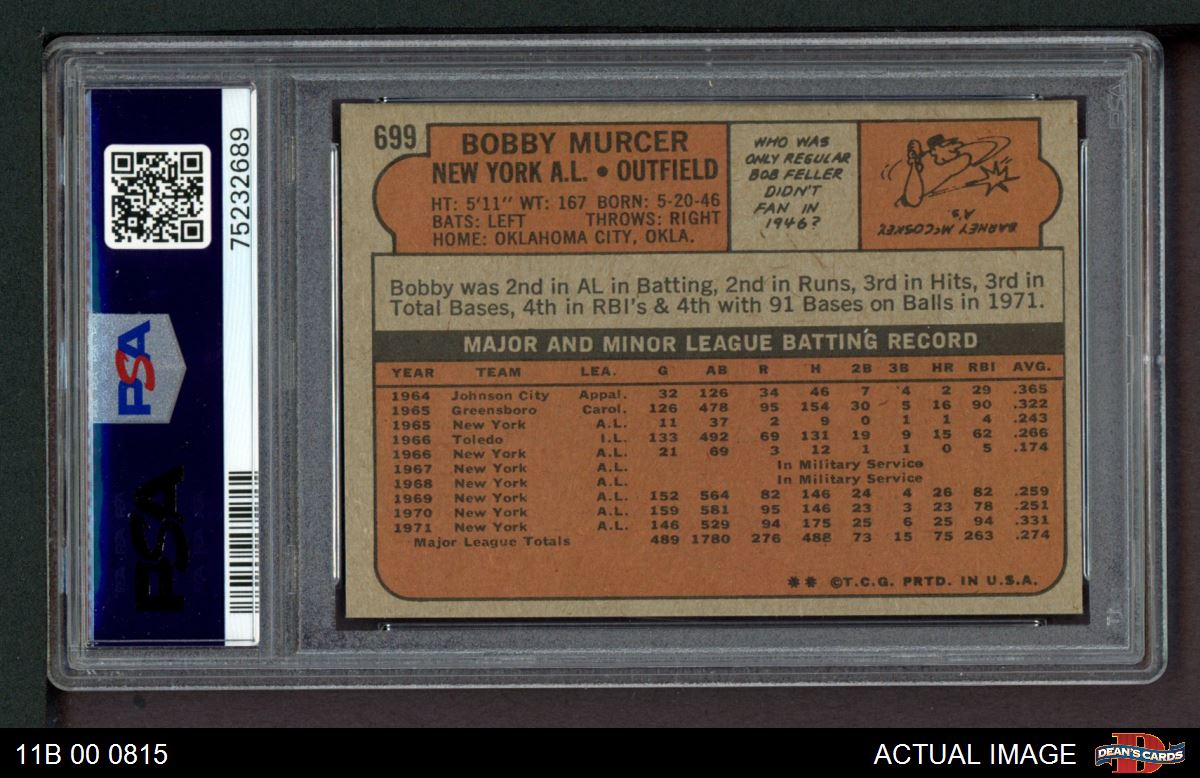 PSA
75232689
PSA
699
BOBBY MURCER
NEW YORK A.L. • OUTFIELD
HT: 5'11" WT: 167 BORN: 5-20-46
BATS: LEFT THROWS: RIGHT
HOME: OKLAHOMA CITY, OKLA.
WHO WAS
ONLY REGULAR
BOB FELLER
DIDN'T
FAN IN
1946?
BARNEY McCOSKEY
A's
Bobby was 2nd in AL in Batting, 2nd in Runs, 3rd in Hits, 3rd in
Total Bases, 4th in RBI's & 4th with 91 Bases on Balls in 1971.
MAJOR AND MINOR LEAGUE BATTING RECORD
YEAR TEAM LEA. G AB R H 2B 3B HR RBI AVG.
1964 Johnson City Appal. 32 126 34 46 7 4 2 29 .365
1965 Greensboro Carol. 126 478 95 154 30 5 16 90 .322
1965 New York A.L. 11 37 2 9 0 1 1 4 .243
1966 Toledo I.L. 133 492 69 131 19 9 15 62 .266
1966 New York A.L. 21 69 3 12 1 1 0 5 .174
1967 New York A.L. In Military Service
1968 New York A.L. In Military Service
1969 New York A.L. 152 564 82 146 24 4 26 82 .259
1970 New York A.L. 159 581 95 146 23 3 23 78 .251
1971 New York A.L. 146 529 94 175 25 6 25 94 .331
Major League Totals 489 1780 276 488 73 15 75 263 .274
** ©T.C.G. PRTD. IN U.S.A.
11B 00 0815
ACTUAL IMAGE
DEAN'S CARDS